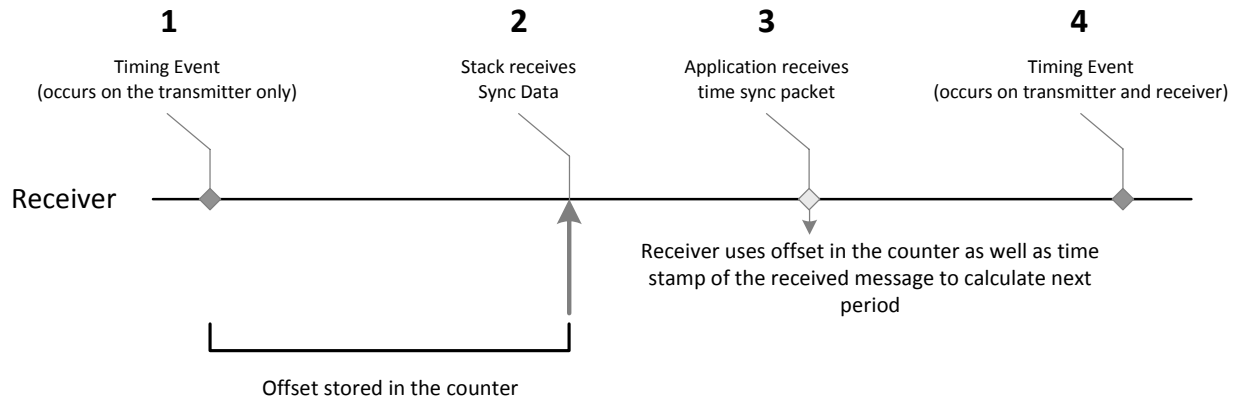 1
2
3
4
Timing Event
(occurs on the transmitter only)
Stack receives
Sync Data
Application receives
time sync packet
Timing Event
(occurs on transmitter and receiver)
Receiver
Receiver uses offset in the counter as well as time
stamp of the received message to calculate next
period
Offset stored in the counter